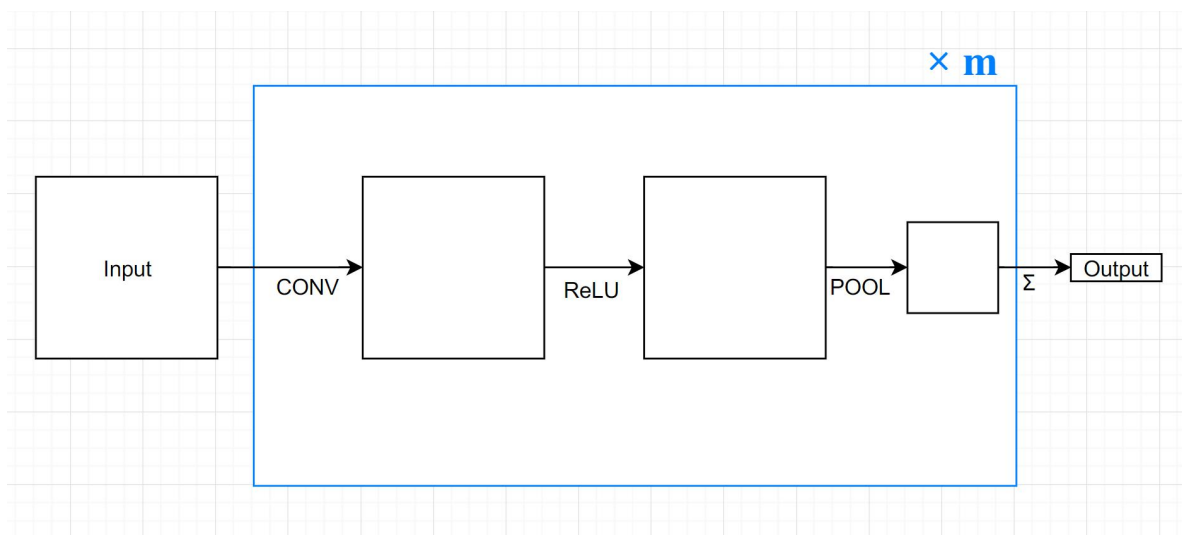 × m
Input
CONV
ReLU
POOL
Σ
Output